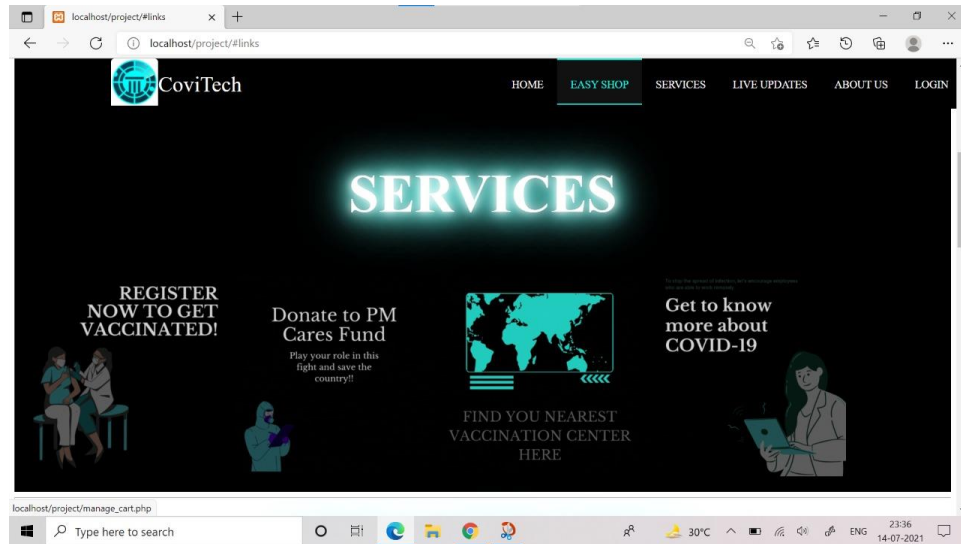 localhost/project/#links
localhost/project/#links
CoviTech
HOME
EASY SHOP
SERVICES
LIVE UPDATES
ABOUT US
LOGIN
SERVICES
REGISTER
NOW TO GET
VACCINATED!
Donate to PM
Cares Fund
Play your role in this
fight and save the
country!!
FIND YOU NEAREST
VACCINATION CENTER
HERE
Get to know
more about
COVID-19
localhost/project/manage_cart.php
Type here to search
30°C
ENG
23:36
14-07-2021